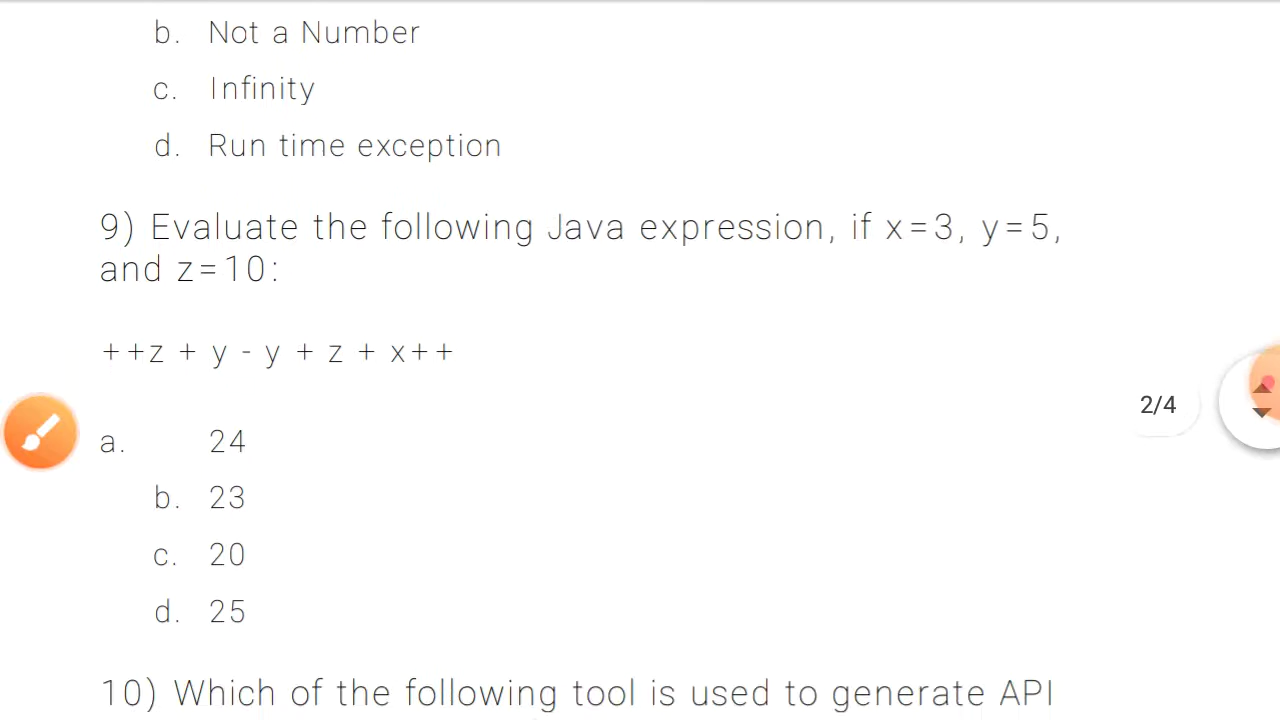 b. Not a Number
c. Infinity
d. Run time exception
9) Evaluate the following Java expression, if x=3, y=5,
and z=10:
++z + y - y + z + x++
2/4
a. 24
b. 23
c. 20
d. 25
10) Which of the following tool is used to generate API